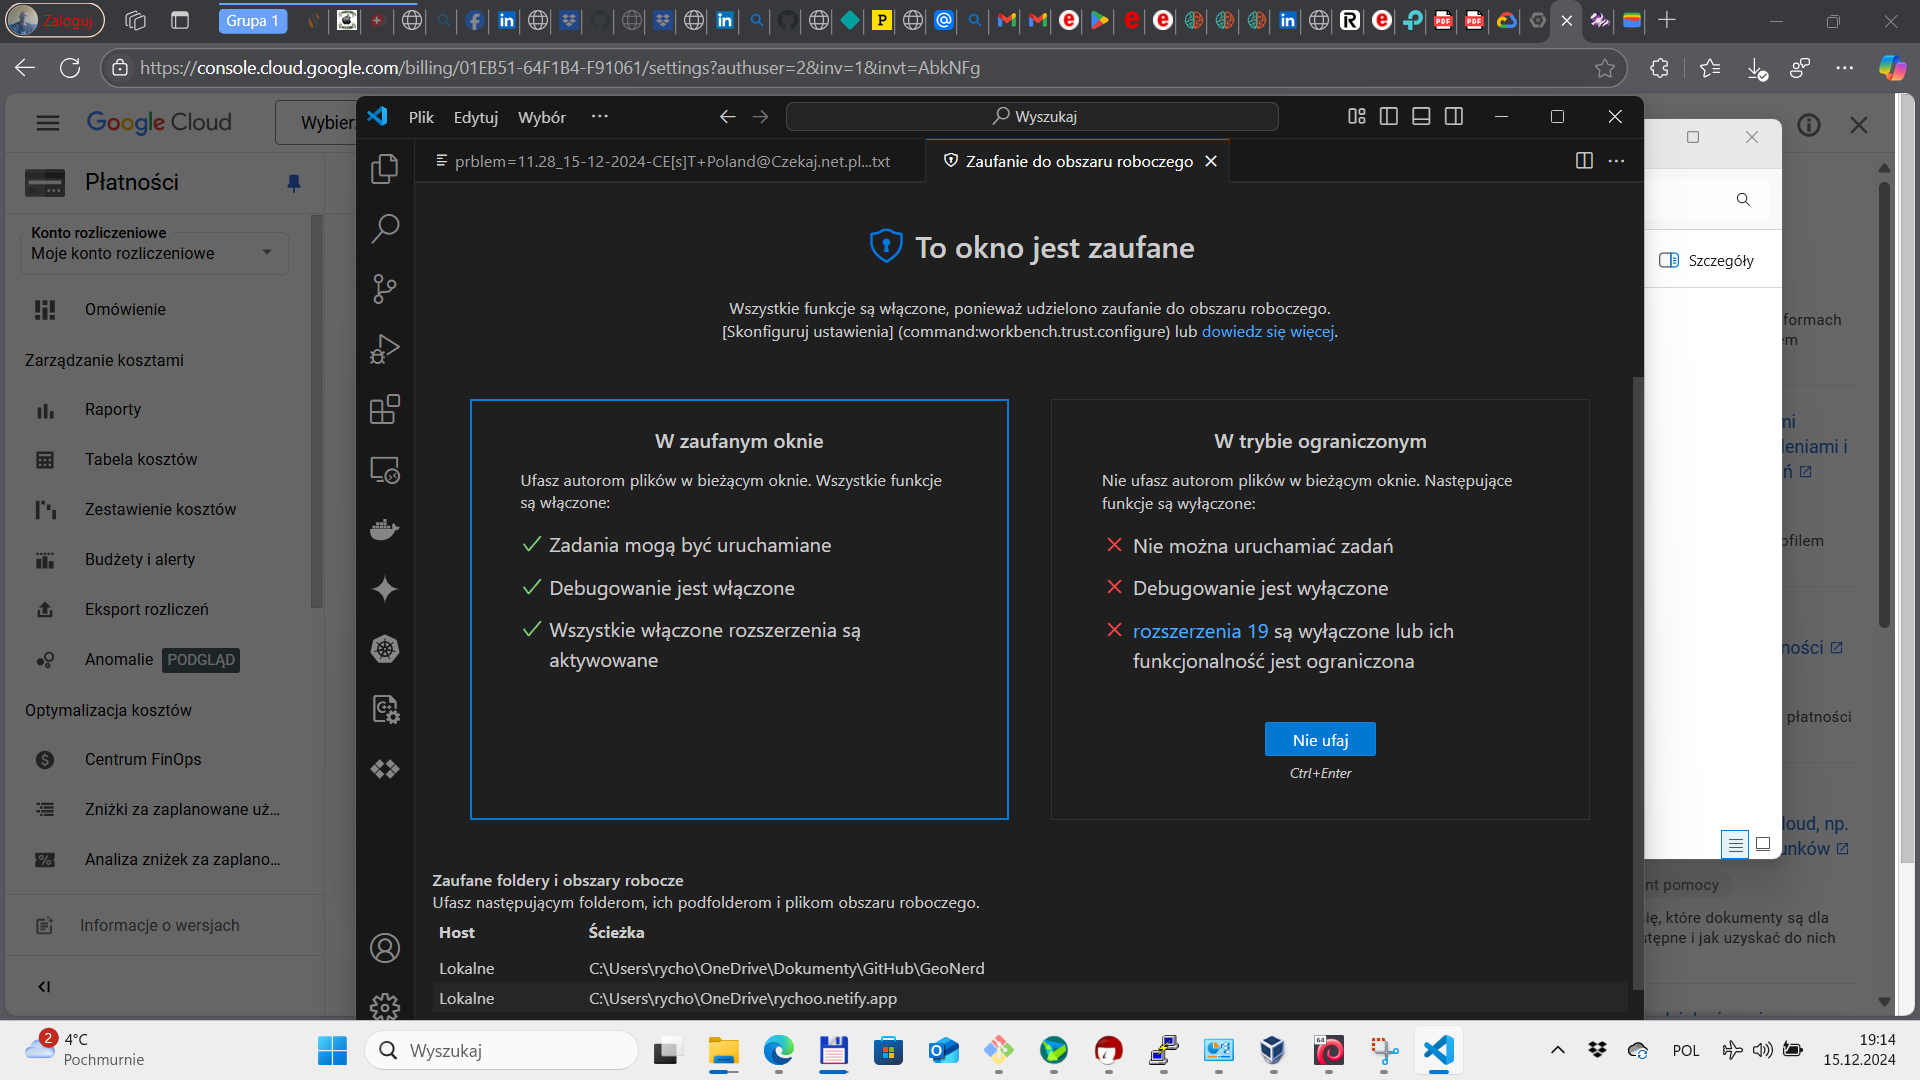 Zaloguj
Grupa 1
https://console.cloud.google.com/billing/01EB51-64F1B4-F91061/settings?authuser=2&inv=1&invt=AbkNFg
Google Cloud
Wybierz
Płatności
Konto rozliczeniowe
Moje konto rozliczeniowe
Omówienie
Zarządzanie kosztami
Raporty
Tabela kosztów
Zestawienie kosztów
Budżety i alerty
Eksport rozliczeń
Anomalie PODGLĄD
Optymalizacja kosztów
Centrum FinOps
Zniżki za zaplanowane uż...
Analiza zniżek za zaplano...
Informacje o wersjach
Plik Edytuj Wybór ···
Wyszukaj
prblem=11.28_15-12-2024-CE[s]T+Poland@Czekaj.net.pl...txt
Zaufanie do obszaru roboczego
To okno jest zaufane
Wszystkie funkcje są włączone, ponieważ udzielono zaufanie do obszaru roboczego.
[Skonfiguruj ustawienia] (command:workbench.trust.configure) lub dowiedz się więcej.
W zaufanym oknie
Ufasz autorom plików w bieżącym oknie. Wszystkie funkcje
są włączone:
Zadania mogą być uruchamiane
Debugowanie jest włączone
Wszystkie włączone rozszerzenia są
aktywowane
W trybie ograniczonym
Nie ufasz autorom plików w bieżącym oknie. Następujące
funkcje są wyłączone:
Nie można uruchamiać zadań
Debugowanie jest wyłączone
rozszerzenia 19 są wyłączone lub ich
funkcjonalność jest ograniczona
Nie ufaj
Ctrl+Enter
Zaufane foldery i obszary robocze
Ufasz następującym folderom, ich podfolderom i plikom obszaru roboczego.
Host Ścieżka
Lokalne C:\Users\rycho\OneDrive\Dokumenty\GitHub\GeoNerd
Lokalne C:\Users\rycho\OneDrive\rychoo.netify.app
Szczegóły
formach
em
mi
leniami i
ń
ofilem
ności
płatności
loud, np.
unków
nt pomocy
ię, które dokumenty są dla
stępne i jak uzyskać do nich
2
4°C
Pochmurnie
Wyszukaj
64
POL
19:14
15.12.2024